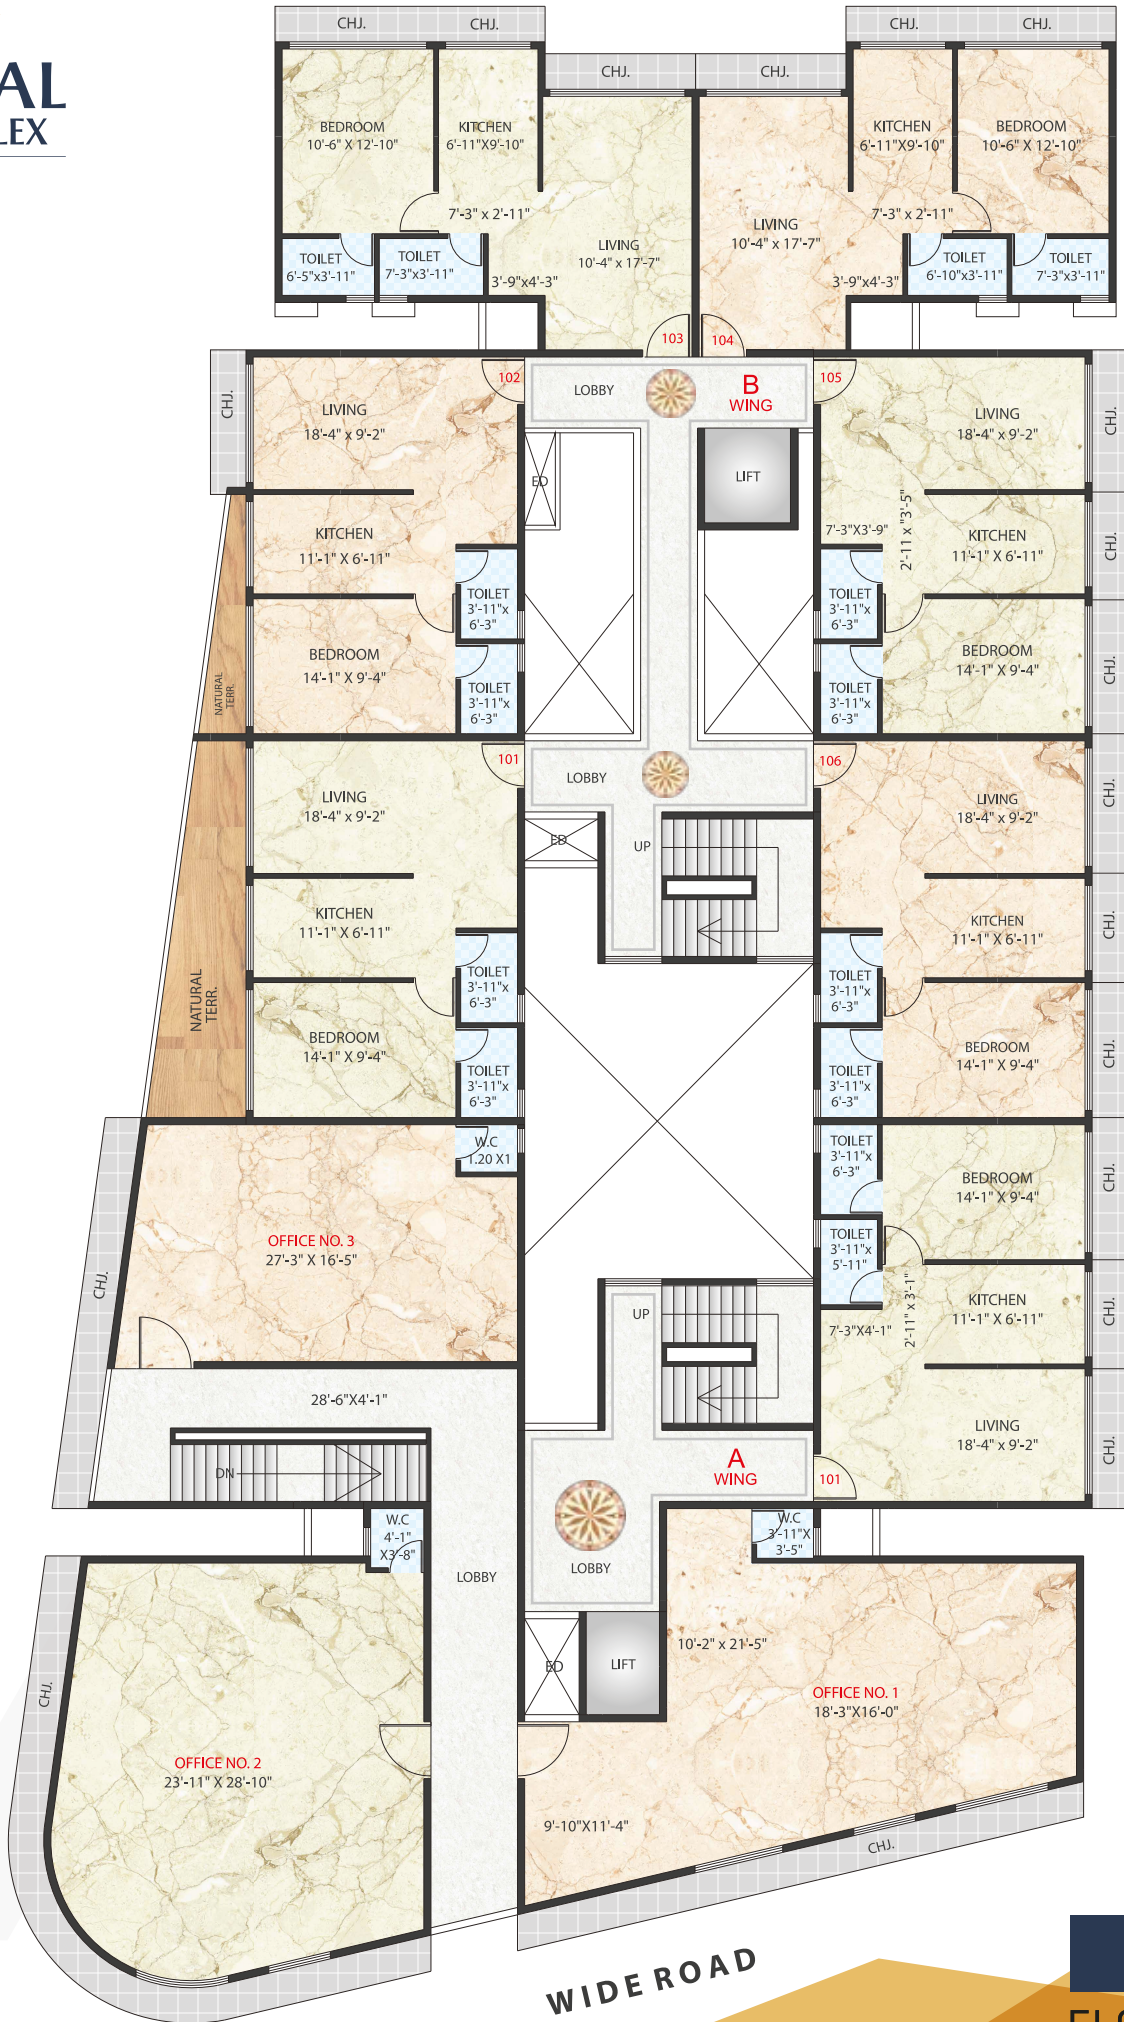 AL
LEX
CHJ.
CHJ.
CHJ.
CHJ.
CHJ.
CHJ.
BEDROOM
10'-6" X 12'-10"
KITCHEN
6'-11"X9'-10"
KITCHEN
6'-11"X9'-10"
BEDROOM
10'-6" X 12'-10"
7'-3" x 2'-11"
7'-3" x 2'-11"
LIVING
10'-4" x 17'-7"
LIVING
10'-4" x 17'-7"
TOILET
6'-5"x3'-11"
TOILET
7'-3"x3'-11"
3'-9"x4'-3"
3'-9"x4'-3"
TOILET
6'-10"x3'-11"
TOILET
7'-3"x3'-11"
103
104
102
LOBBY
B
WING
105
CHJ.
LIVING
18'-4" x 9'-2"
LIVING
18'-4" x 9'-2"
CHJ.
ED
LIFT
KITCHEN
11'-1" X 6'-11"
7'-3"X3'-9"
2'-11 x "3'-5"
KITCHEN
11'-1" X 6'-11"
CHJ.
TOILET
3'-11"x
6'-3"
TOILET
3'-11"x
6'-3"
BEDROOM
14'-1" X 9'-4"
BEDROOM
14'-1" X 9'-4"
CHJ.
NATURAL
TERR.
TOILET
3'-11"x
6'-3"
TOILET
3'-11"x
6'-3"
101
LOBBY
106
LIVING
18'-4" x 9'-2"
LIVING
18'-4" x 9'-2"
CHJ.
ED
UP
KITCHEN
11'-1" X 6'-11"
KITCHEN
11'-1" X 6'-11"
CHJ.
NATURAL
TERR.
TOILET
3'-11"x
6'-3"
TOILET
3'-11"x
6'-3"
BEDROOM
14'-1" X 9'-4"
BEDROOM
14'-1" X 9'-4"
CHJ.
TOILET
3'-11"x
6'-3"
TOILET
3'-11"x
6'-3"
W.C
1.20 X1
TOILET
3'-11"x
6'-3"
BEDROOM
14'-1" X 9'-4"
CHJ.
OFFICE NO. 3
27'-3" X 16'-5"
TOILET
3'-11"x
5'-11"
CHJ.
UP
7'-3"X4'-1"
2'-11" x 3'-1"
KITCHEN
11'-1" X 6'-11"
CHJ.
28'-6"X4'-1"
LIVING
18'-4" x 9'-2"
CHJ.
DN
A
WING
101
W.C
4'-1"
X3'-8"
W.C
3'-11"X
3'-5"
LOBBY
LOBBY
10'-2" x 21'-5"
ED
LIFT
CHJ.
OFFICE NO. 1
18'-3"X16'-0"
OFFICE NO. 2
23'-11" X 28'-10"
9'-10"X11'-4"
CHJ.
WIDE ROAD